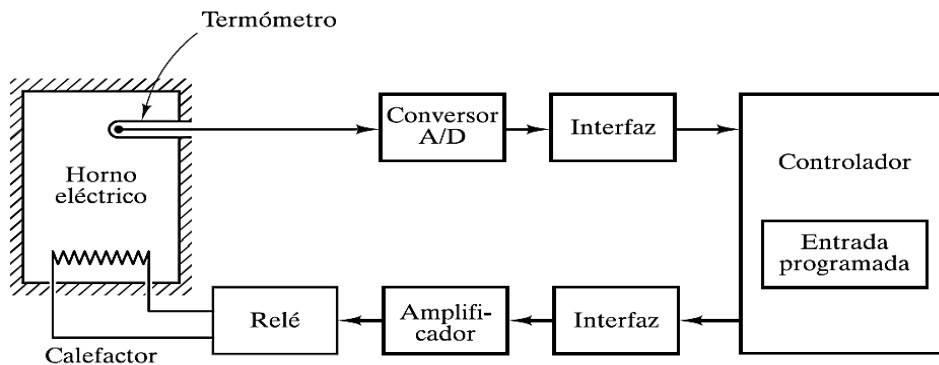 Termómetro
Conversor
A/D
Interfaz
Controlador
Horno
eléctrico
Entrada
programada
Relé
Amplifi-
cador
Interfaz
Calefactor